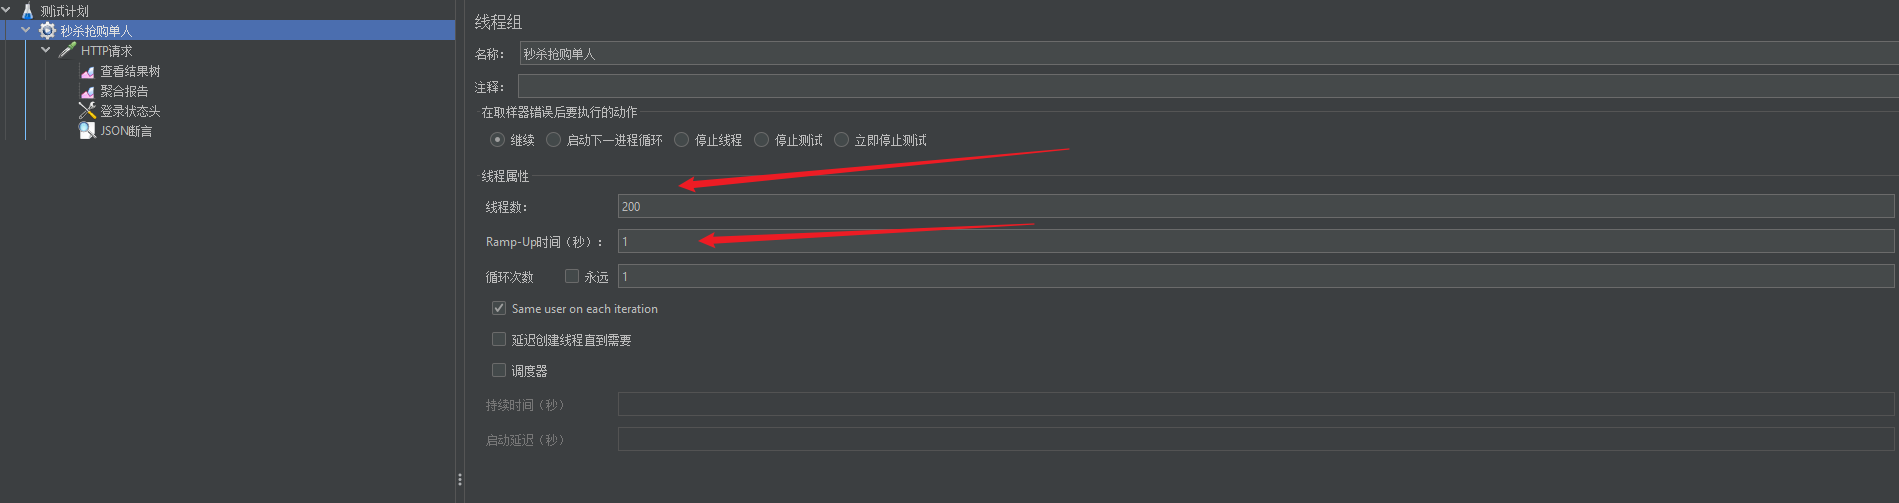 测试计划
秒杀抢购单人
HTTP请求
查看结果树
聚合报告
登录状态头
JSON断言
线程组
名称： 秒杀抢购单人
注释：
在取样器错误后要执行的动作
继续 启动下一进程循环 停止线程 停止测试 立即停止测试
线程属性
线程数： 200
Ramp-Up时间（秒）： 1
循环次数 永远 1
Same user on each iteration
延迟创建线程直到需要
调度器
持续时间（秒）
启动延迟（秒）